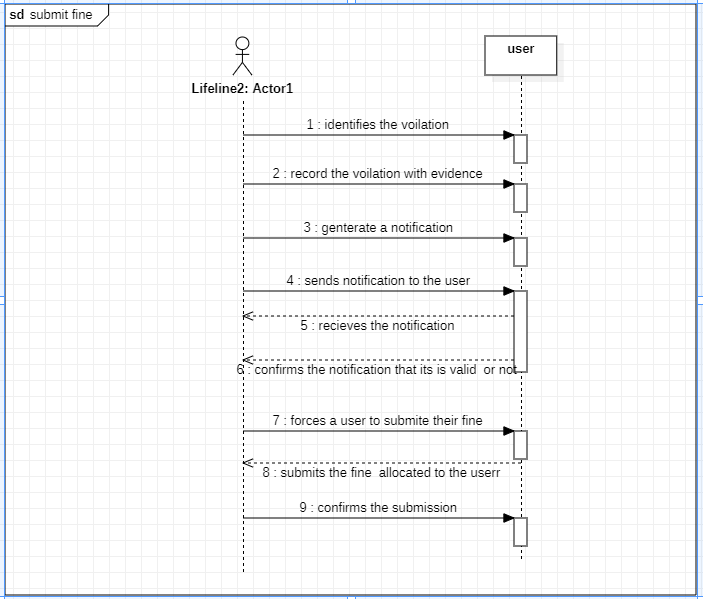 sd submit fine
user
Lifeline2: Actor1
1 : identifies the voilation
2 : record the voilation with evidence
3 : genterate a notification
4 : sends notification to the user
5 : recieves the notification
6 : confirms the notification that its is valid  or not
7 : forces a user to submite their fine
8 : submits the fine  allocated to the userr
9 : confirms the submission